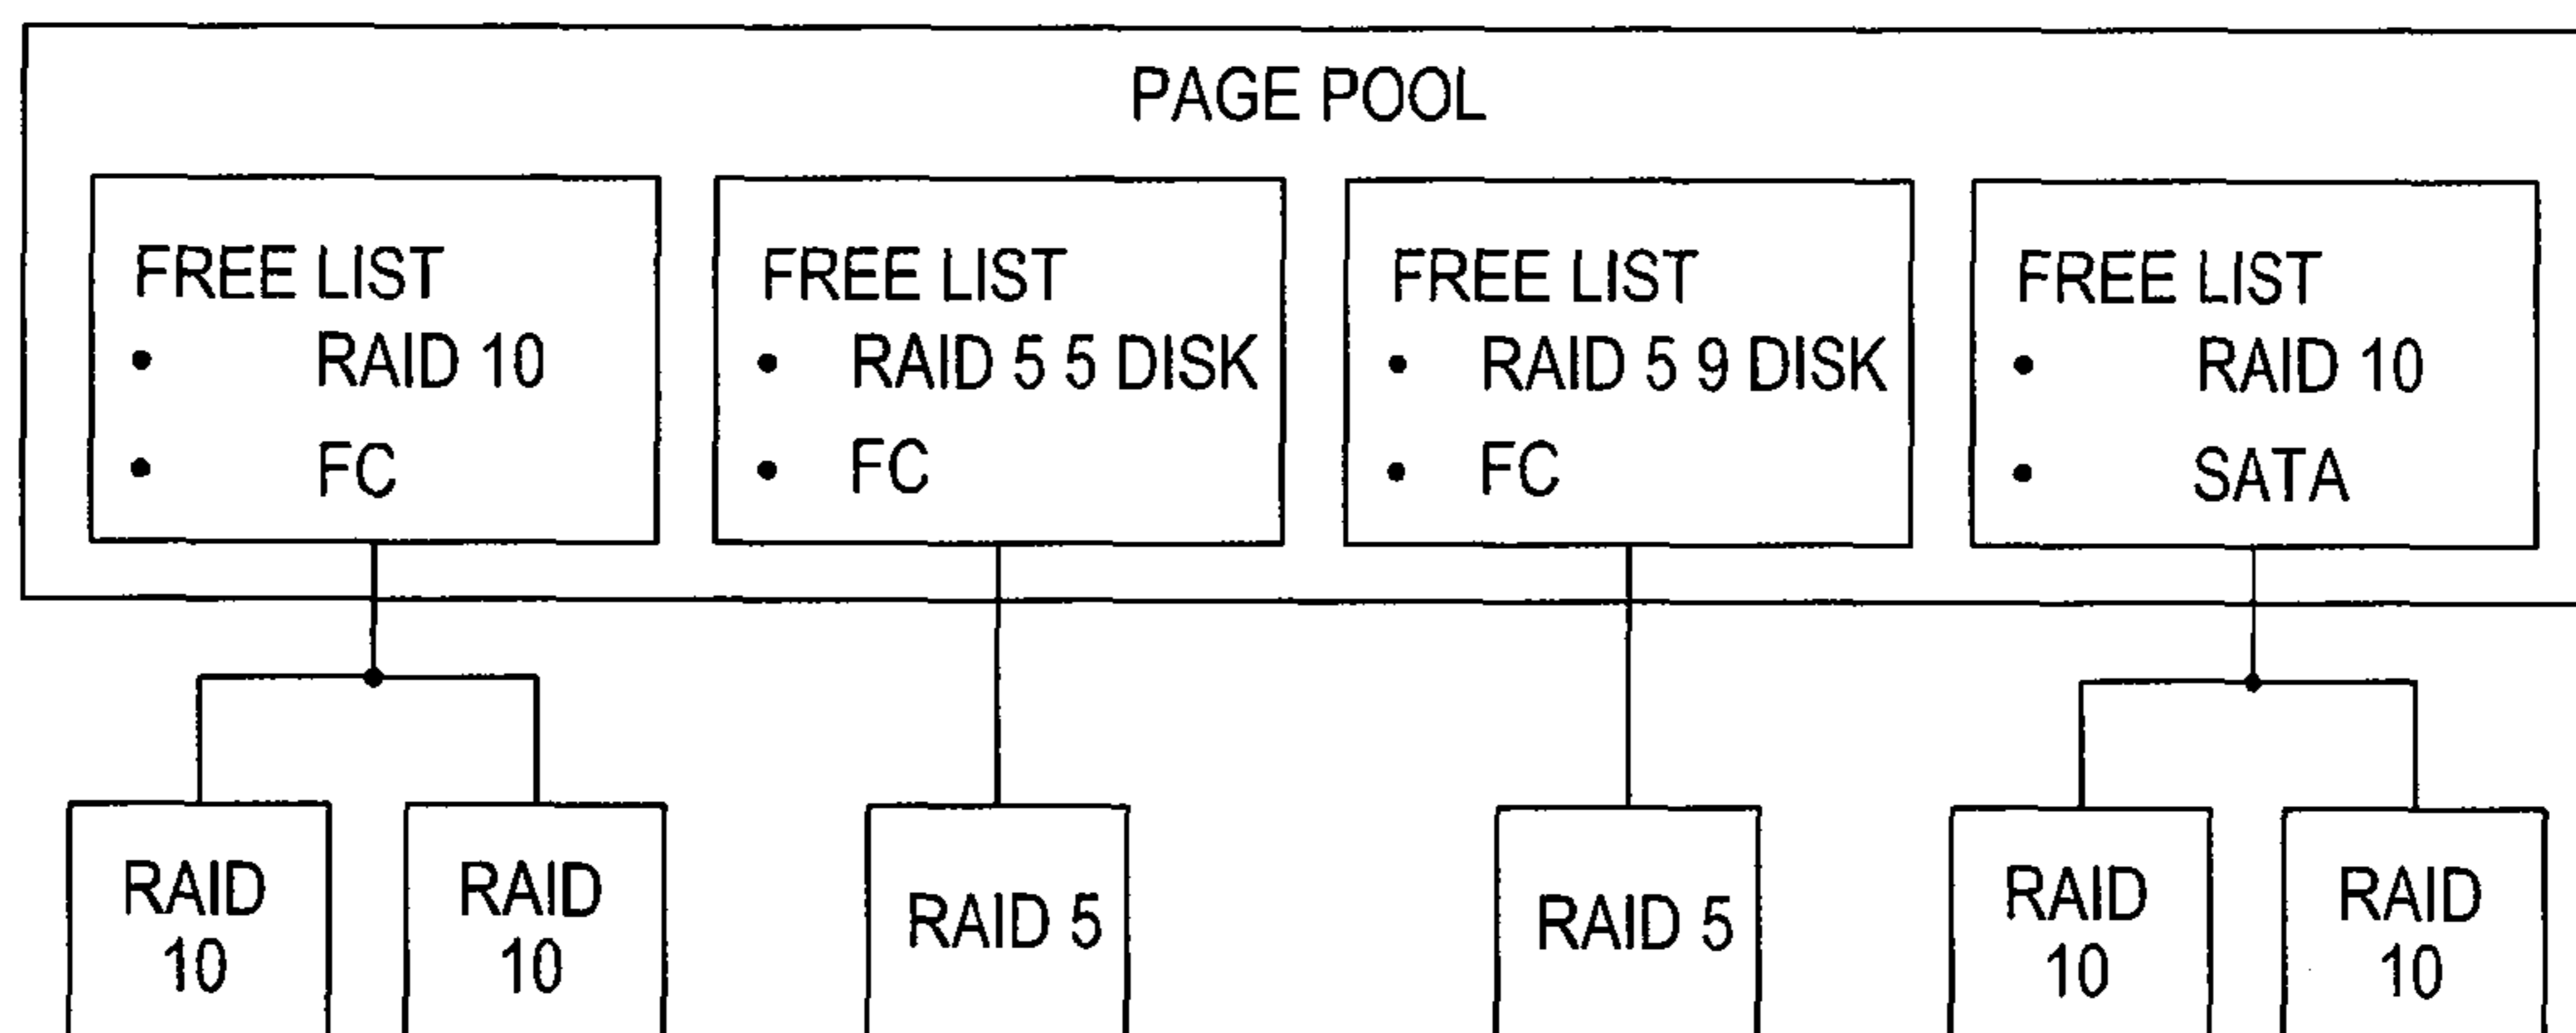 PAGE POOL
FREE LIST
• RAID 10
• FC
FREE LIST
• RAID 5 5 DISK
• FC
FREE LIST
• RAID 5 9 DISK
• FC
FREE LIST
• RAID 10
• SATA
RAID
10
RAID
10
RAID 5
RAID 5
RAID
10
RAID
10